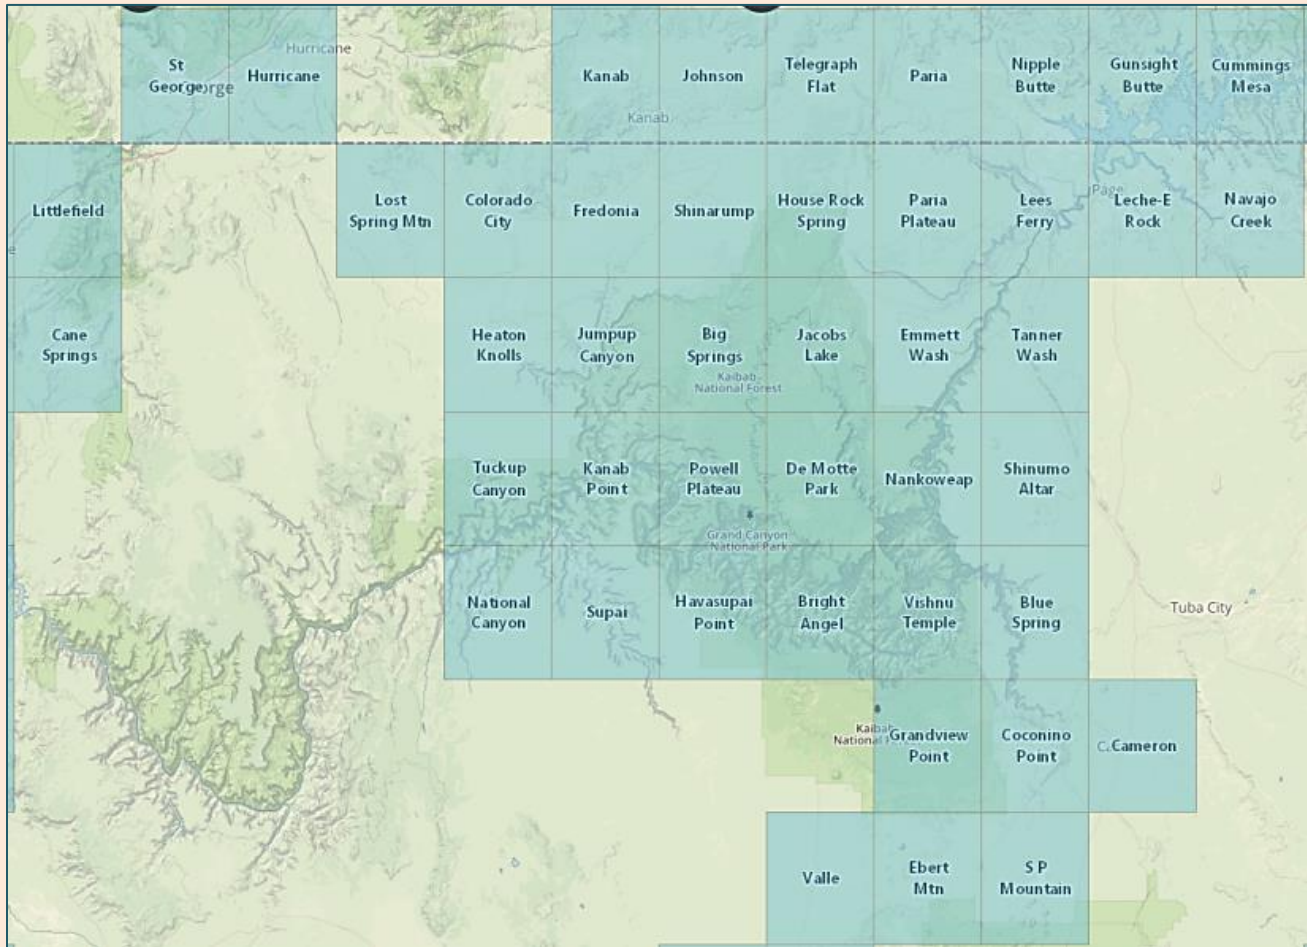 Hurricane
St
George
orge
Hurricane
Kanab
Johnson
Telegraph
Flat
Paria
Nipple
Butte
Gunsight
Butte
Cummings
Mesa
Kanab
Littlefield
Lost
Spring Mtn
Colorado
City
Fredonia
Shinarump
House Rock
Spring
Paria
Plateau
Lees
Ferry
Page
Leche-E
Rock
Navajo
Creek
Cane
Springs
Heaton
Knolls
Jumpup
Canyon
Big
Springs
Jacobs
Lake
Emmett
Wash
Tanner
Wash
Kaibab
National Forest
Tuckup
Canyon
Kanab
Point
Powell
Plateau
De Motte
Park
Nankoweap
Shinumo
Altar
Grand Canyon
National Park
National
Canyon
Supai
Havasupai
Point
Bright
Angel
Vishnu
Temple
Blue
Spring
Tuba City
Kaibab
National
Grandview
Point
Coconino
Point
Cameron
Valle
Ebert
Mtn
S P
Mountain